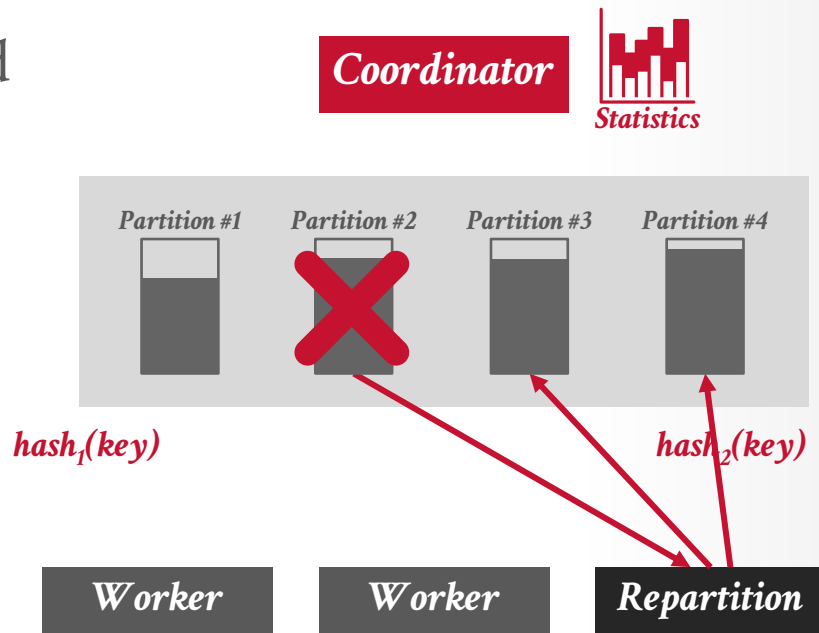 Coordinator
Statistics
Partition #1 Partition #2 Partition #3 Partition #4
hash₁(key) hash₂(key)
Worker Worker Repartition